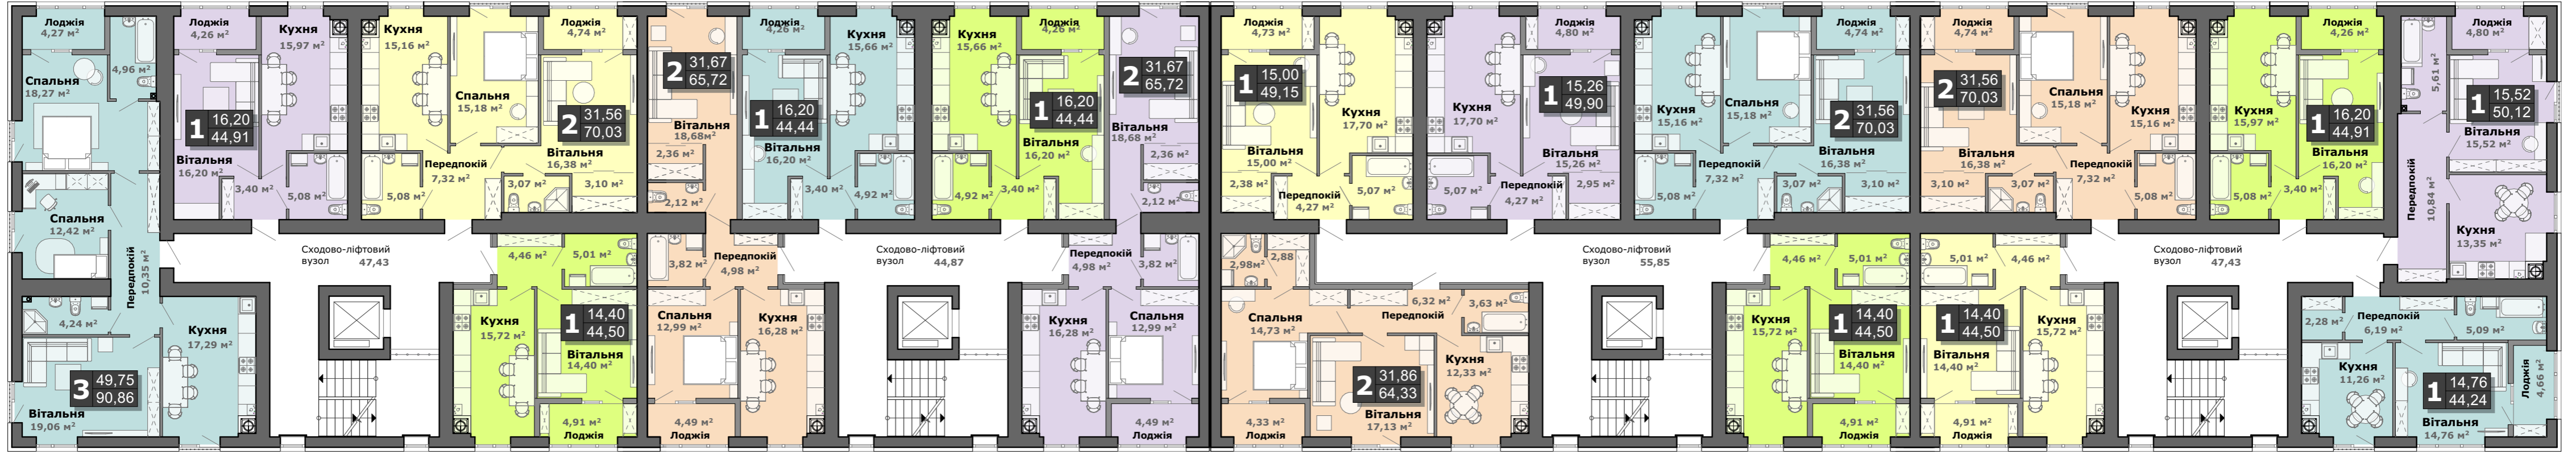 Лоджія
4,27 м²
Спальня
18,27 м²
4,96 м²
Спальня
12,42 м²
Передпокій
10,35 м²
4,24 м²
Кухня
17,29 м²
3 49,75
90,86
Вітальня
19,06 м²
Лоджія
4,26 м²
Кухня
15,97 м²
1 16,20
44,91
Вітальня
16,20 м²
3,40 м²
5,08 м²
Кухня
15,16 м²
Спальня
15,18 м²
Лоджія
4,74 м²
2 31,56
70,03
Вітальня
16,38 м²
Передпокій
7,32 м²
5,08 м²
3,07 м²
3,10 м²
Сходово-ліфтовий
вузол 47,43
4,46 м²
5,01 м²
Кухня
15,72 м²
1 14,40
44,50
Вітальня
14,40 м²
4,91 м²
Лоджія
2 31,67
65,72
Вітальня
18,68м²
2,36 м²
2,12 м²
3,82 м²
Передпокій
4,98 м²
Спальня
12,99 м²
Кухня
16,28 м²
4,49 м²
Лоджія
Лоджія
4,26 м²
Кухня
15,66 м²
1 16,20
44,44
Вітальня
16,20 м²
3,40 м²
4,92 м²
Сходово-ліфтовий
вузол 44,87
Кухня
15,66 м²
Лоджія
4,26 м²
1 16,20
44,44
Вітальня
16,20 м²
4,92 м²
3,40 м²
2 31,67
65,72
Вітальня
18,68 м²
2,36 м²
2,12 м²
Передпокій
4,98 м²
3,82 м²
Кухня
16,28 м²
Спальня
12,99 м²
4,49 м²
Лоджія
Лоджія
4,73 м²
1 15,00
49,15
Кухня
17,70 м²
Вітальня
15,00 м²
2,38 м²
Передпокій
4,27 м²
5,07 м²
2,98м²
2,88
Спальня
14,73 м²
6,32 м²
Передпокій
3,63 м²
2 31,86
64,33
Кухня
12,33 м²
Вітальня
17,13 м²
4,33 м²
Лоджія
Кухня
17,70 м²
Лоджія
4,80 м²
1 15,26
49,90
Вітальня
15,26 м²
5,07 м²
Передпокій
4,27 м²
2,95 м²
Сходово-ліфтовий
вузол 55,85
Кухня
15,16 м²
Спальня
15,18 м²
Лоджія
4,74 м²
2 31,56
70,03
Вітальня
16,38 м²
Передпокій
7,32 м²
5,08 м²
3,07 м²
3,10 м²
4,46 м²
5,01 м²
Кухня
15,72 м²
1 14,40
44,50
Вітальня
14,40 м²
4,91 м²
Лоджія
Лоджія
4,74 м²
2 31,56
70,03
Спальня
15,18 м²
Кухня
15,16 м²
Вітальня
16,38 м²
Передпокій
7,32 м²
3,10 м²
3,07 м²
5,08 м²
5,01 м²
4,46 м²
1 14,40
44,50
Кухня
15,72 м²
Вітальня
14,40 м²
4,91 м²
Лоджія
Сходово-ліфтовий
вузол 47,43
Кухня
15,97 м²
Лоджія
4,26 м²
1 16,20
44,91
Вітальня
16,20 м²
5,08 м²
3,40 м²
5,61 м²
Лоджія
4,80 м²
1 15,52
50,12
Вітальня
15,52 м²
Передпокій
10,84 м²
Кухня
13,35 м²
2,28 м²
Передпокій
6,19 м²
5,09 м²
Кухня
11,26 м²
1 14,76
44,24
Вітальня
14,76 м²
Лоджія
4,66 м²